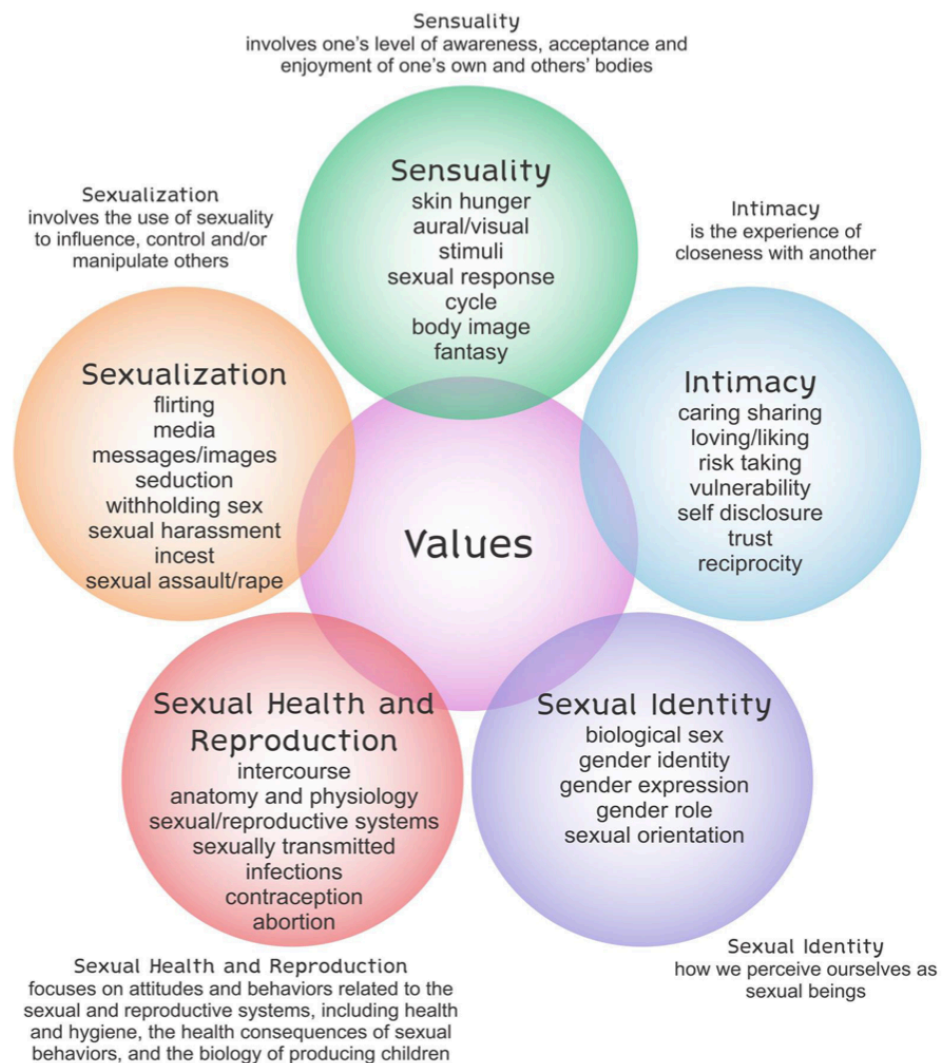 Sensuality
involves one's level of awareness, acceptance and
enjoyment of one's own and others' bodies
Sensuality
skin hunger
aural/visual
stimuli
sexual response
cycle
body image
fantasy
Sexualization
involves the use of sexuality
to influence, control and/or
manipulate others
Intimacy
is the experience of
closeness with another
Sexualization
flirting
media
messages/images
seduction
withholding sex
sexual harassment
incest
sexual assault/rape
Intimacy
caring sharing
loving/liking
risk taking
vulnerability
self disclosure
trust
reciprocity
Values
Sexual Health and
Reproduction
intercourse
anatomy and physiology
sexual/reproductive systems
sexually transmitted
infections
contraception
abortion
Sexual Identity
biological sex
gender identity
gender expression
gender role
sexual orientation
Sexual Health and Reproduction
focuses on attitudes and behaviors related to the
sexual and reproductive systems, including health
and hygiene, the health consequences of sexual
behaviors, and the biology of producing children
Sexual Identity
how we perceive ourselves as
sexual beings